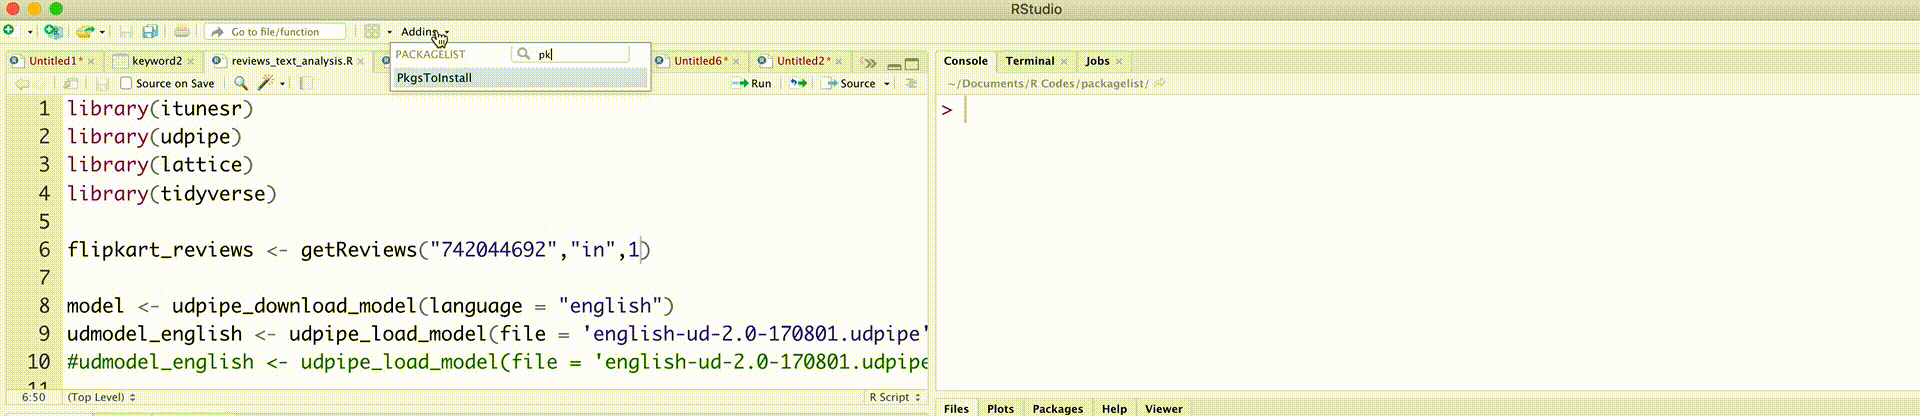 RStudio
Go to file/function
Addins
PACKAGELIST
pk
PkgsToInstall
Untitled1*
keyword2
reviews_text_analysis.R
Untitled6*
Untitled2*
Source on Save
Run
Source
1 library(itunesr)
2 library(udpipe)
3 library(lattice)
4 library(tidyverse)
5
6 flipkart_reviews <- getReviews("742044692","in",1)
7
8 model <- udpipe_download_model(language = "english")
9 udmodel_english <- udpipe_load_model(file = 'english-ud-2.0-170801.udpipe'
10 #udmodel_english <- udpipe_load_model(file = 'english-ud-2.0-170801.udpipe
11
6:50 (Top Level) R Script
Console Terminal Jobs
~/Documents/R Codes/packagelist/
>
Files Plots Packages Help Viewer